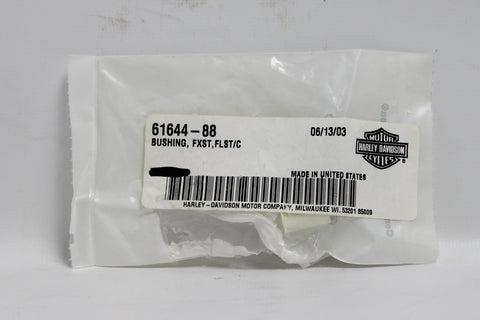 61644-88
06/13/03
BUSHING, FXST,FLST/C
MOTOR
HARLEY-DAVIDSON
CYCLES
MADE IN UNITED STATES
HARLEY-DAVIDSON MOTOR COMPANY, MILWAUKEE WI. 53201 85009